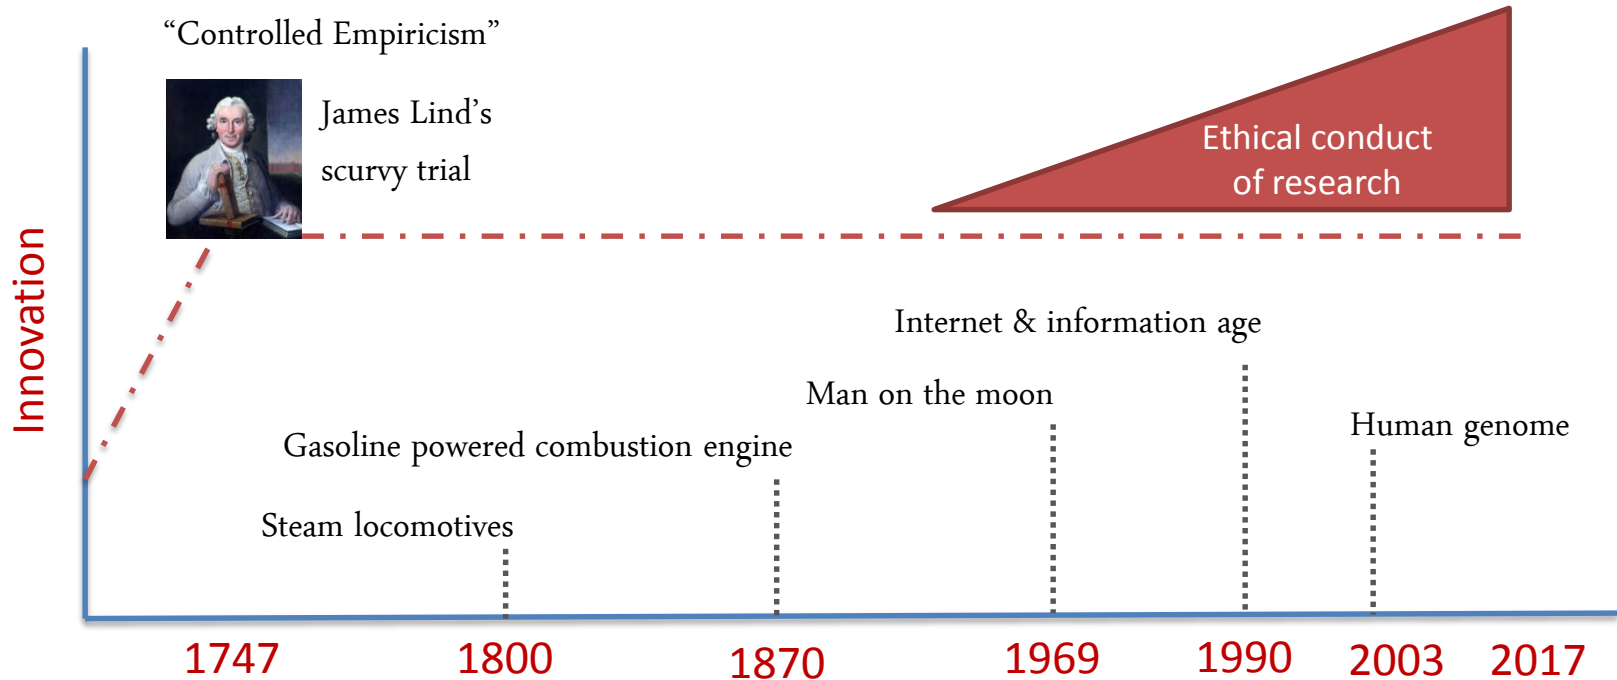 “Controlled Empiricism”
James Lind’s
scurvy trial
Ethical conduct
of research
Innovation
Internet & information age
Man on the moon
Human genome
Gasoline powered combustion engine
Steam locomotives
1747
1800
1870
1969
1990
2003
2017